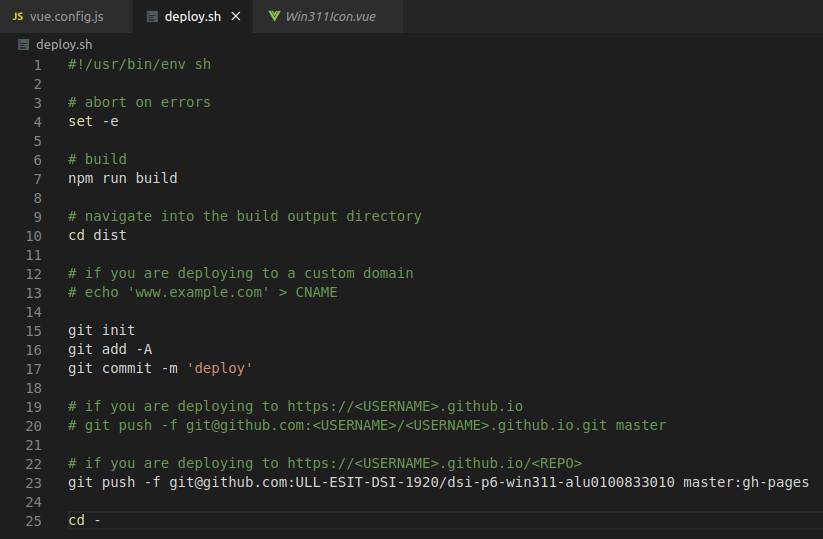 JS vue.config.js deploy.sh × Win311Icon.vue
deploy.sh
1 #!/usr/bin/env sh
2
3 # abort on errors
4 set -e
5
6 # build
7 npm run build
8
9 # navigate into the build output directory
10 cd dist
11
12 # if you are deploying to a custom domain
13 # echo 'www.example.com' > CNAME
14
15 git init
16 git add -A
17 git commit -m 'deploy'
18
19 # if you are deploying to https://<USERNAME>.github.io
20 # git push -f git@github.com:<USERNAME>/<USERNAME>.github.io.git master
21
22 # if you are deploying to https://<USERNAME>.github.io/<REPO>
23 git push -f git@github.com:ULL-ESIT-DSI-1920/dsi-p6-win311-alu0100833010 master:gh-pages
24
25 cd -